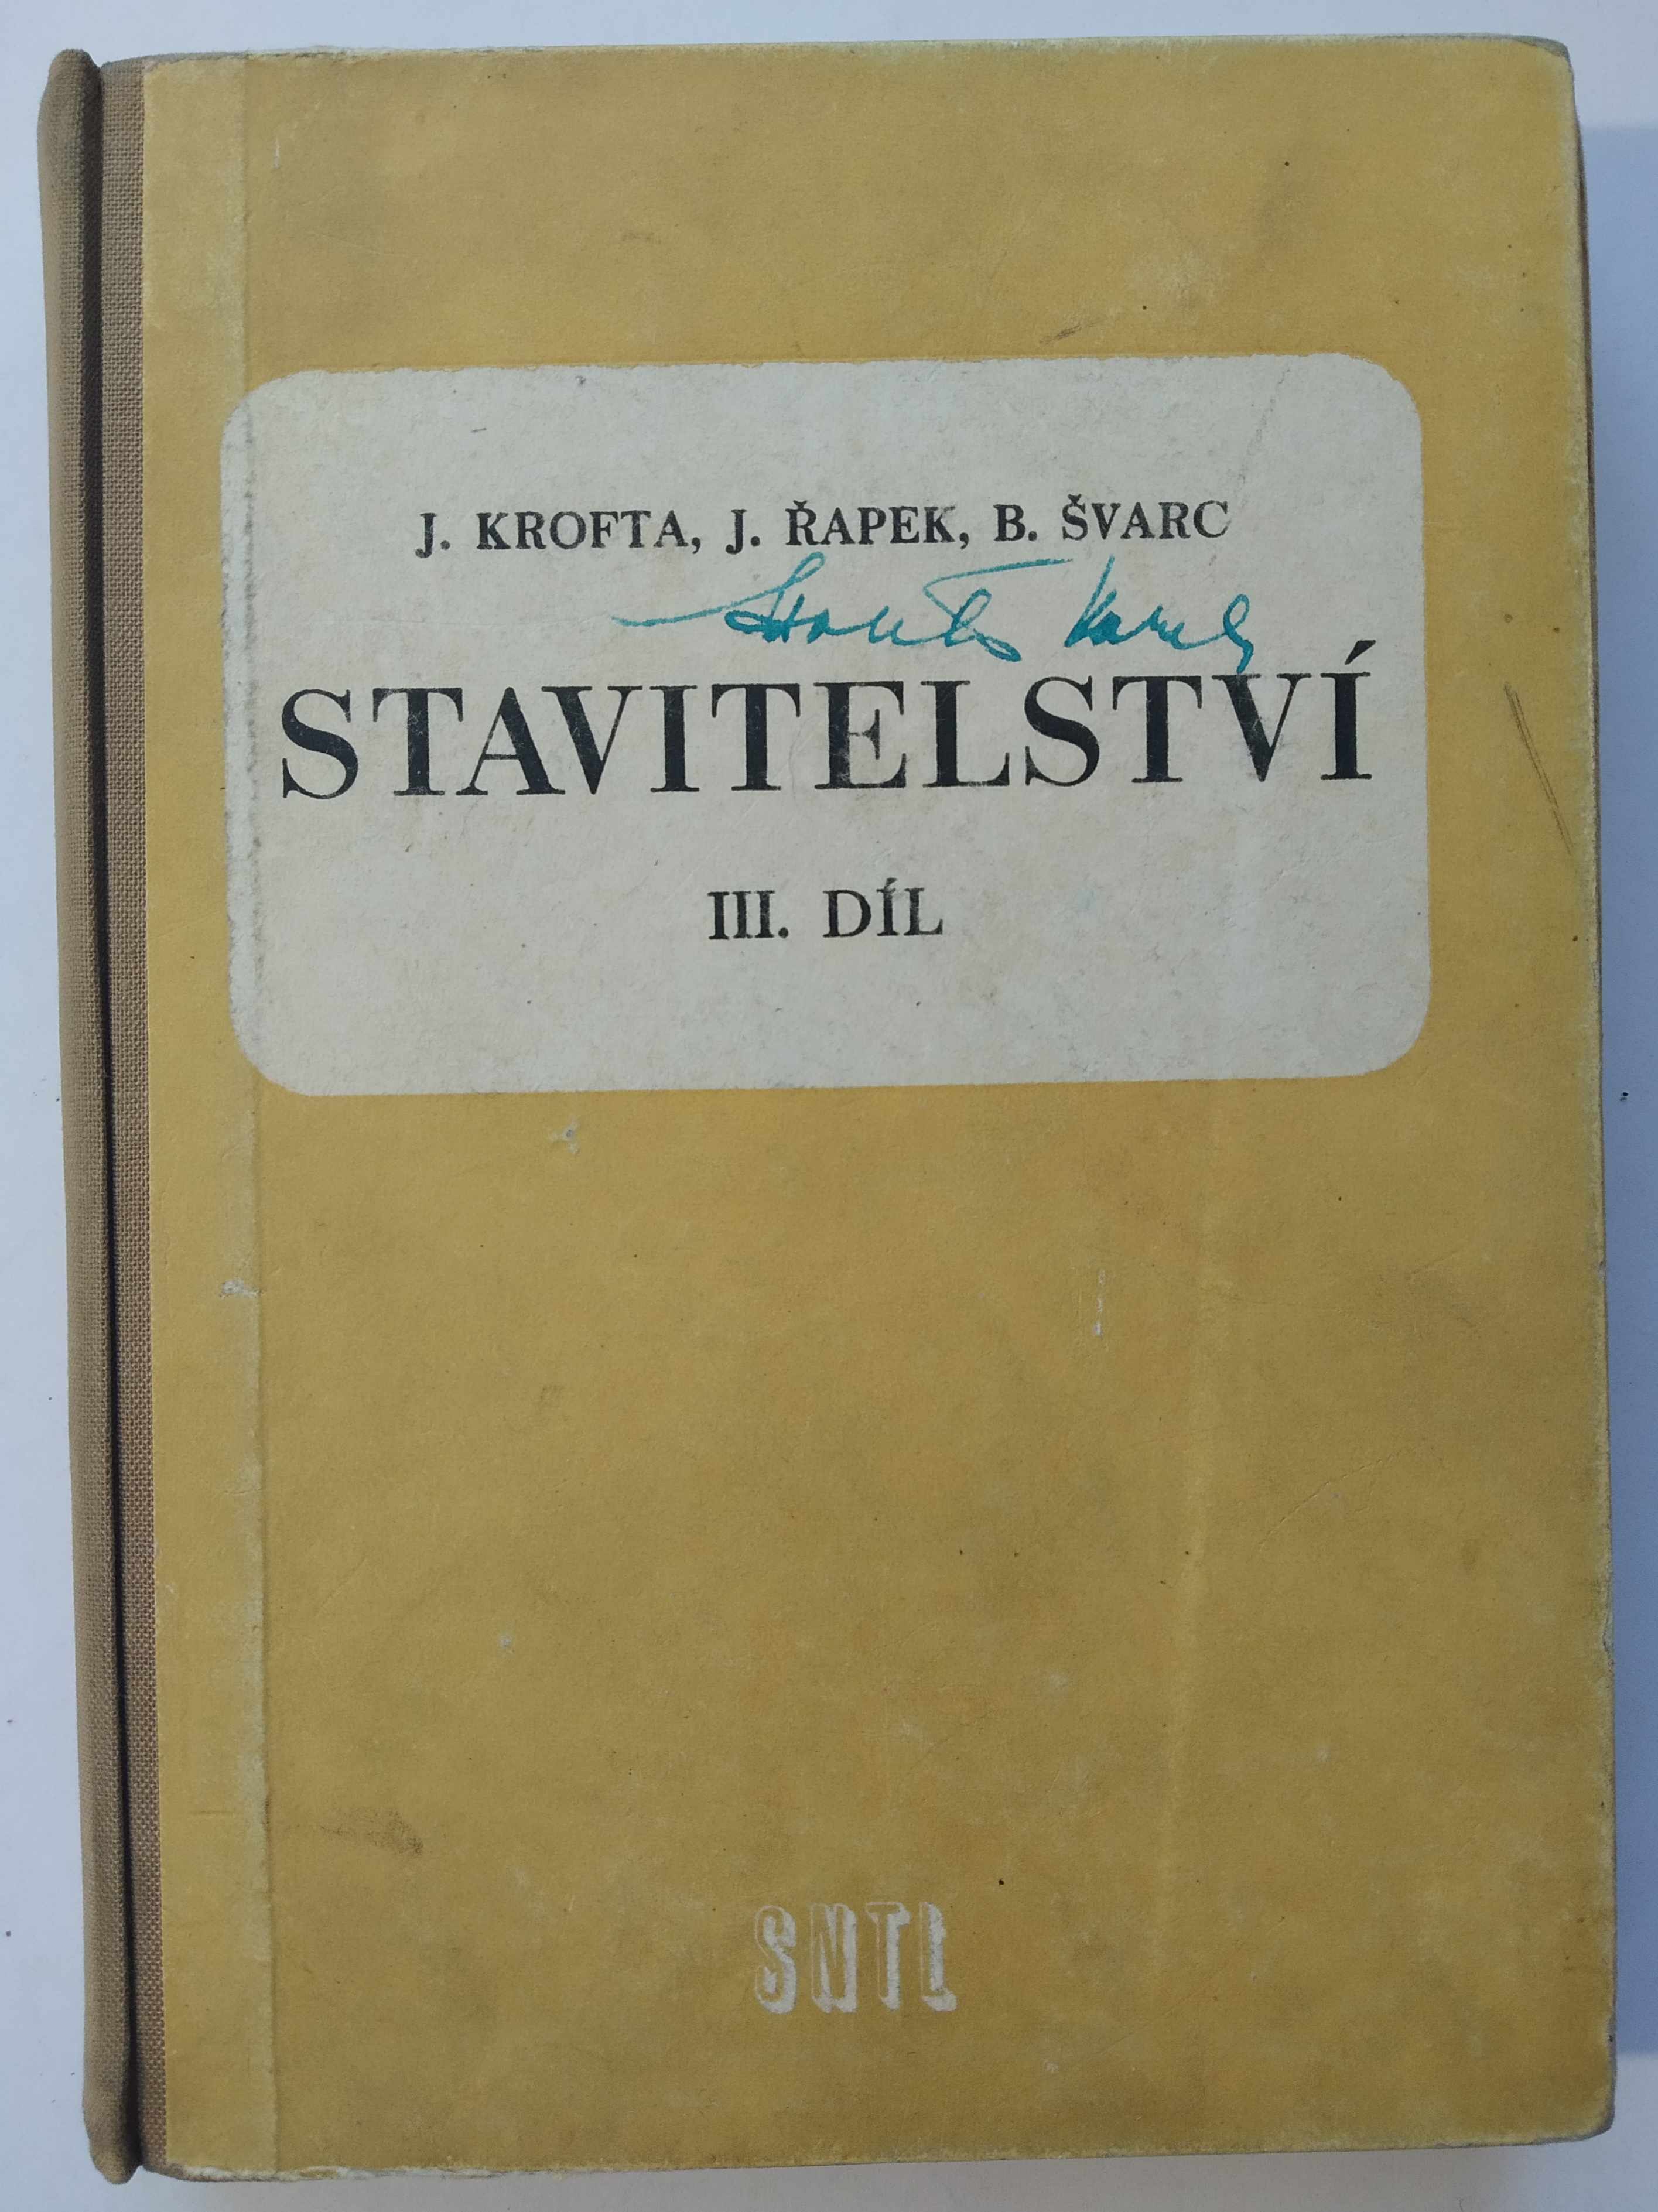 J. KROFTA, J. ŘAPEK, B. ŠVARC
STAVITELSTVÍ
III. DÍL
SNTL